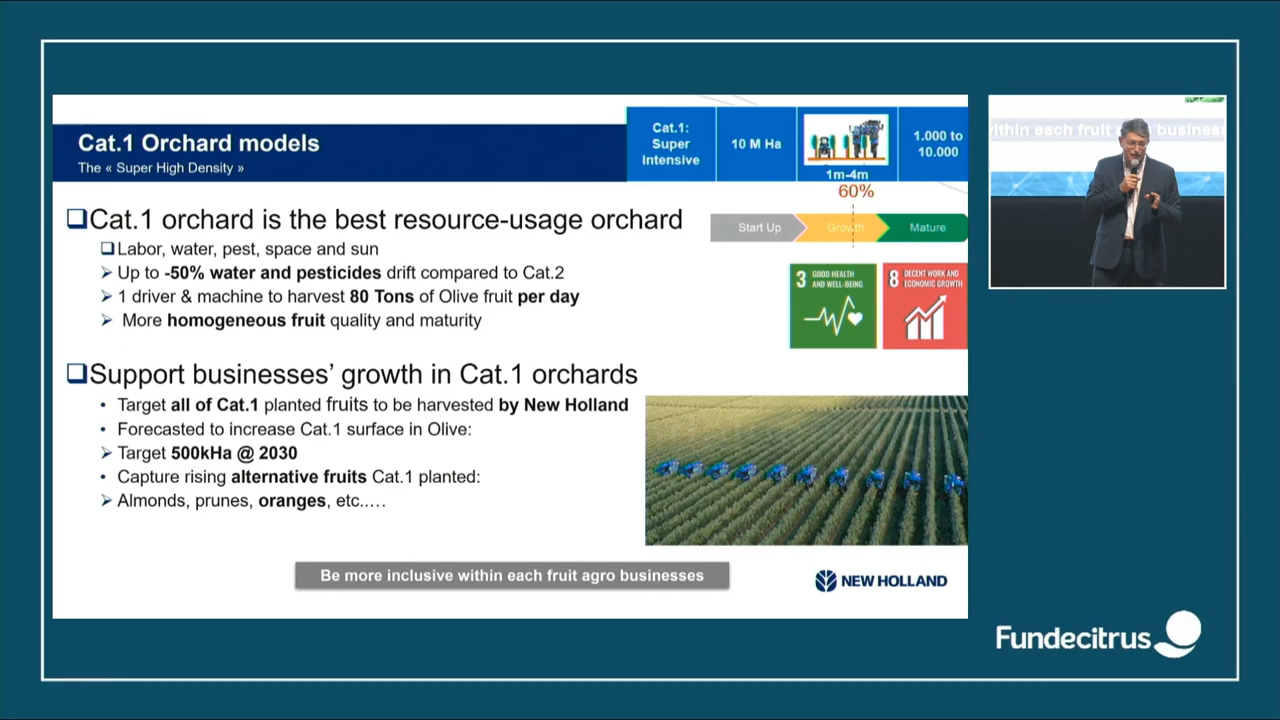 Cat.1 Orchard models
The « Super High Density »
Cat.1:
Super
Intensive
10 M Ha
1m-4m
1.000 to
10.000
60%
Start Up
Growth
Mature
❑Cat.1 orchard is the best resource-usage orchard
❑Labor, water, pest, space and sun
➢ Up to -50% water and pesticides drift compared to Cat.2
➢ 1 driver & machine to harvest 80 Tons of Olive fruit per day
➢ More homogeneous fruit quality and maturity
3 GOOD HEALTH
AND WELL-BEING
8 DECENT WORK AND
ECONOMIC GROWTH
❑Support businesses’ growth in Cat.1 orchards
• Target all of Cat.1 planted fruits to be harvested by New Holland
• Forecasted to increase Cat.1 surface in Olive:
➢ Target 500kHa @ 2030
• Capture rising alternative fruits Cat.1 planted:
➢ Almonds, prunes, oranges, etc.….
Be more inclusive within each fruit agro businesses
NEW HOLLAND
within each fruit
business
Fundecitrus